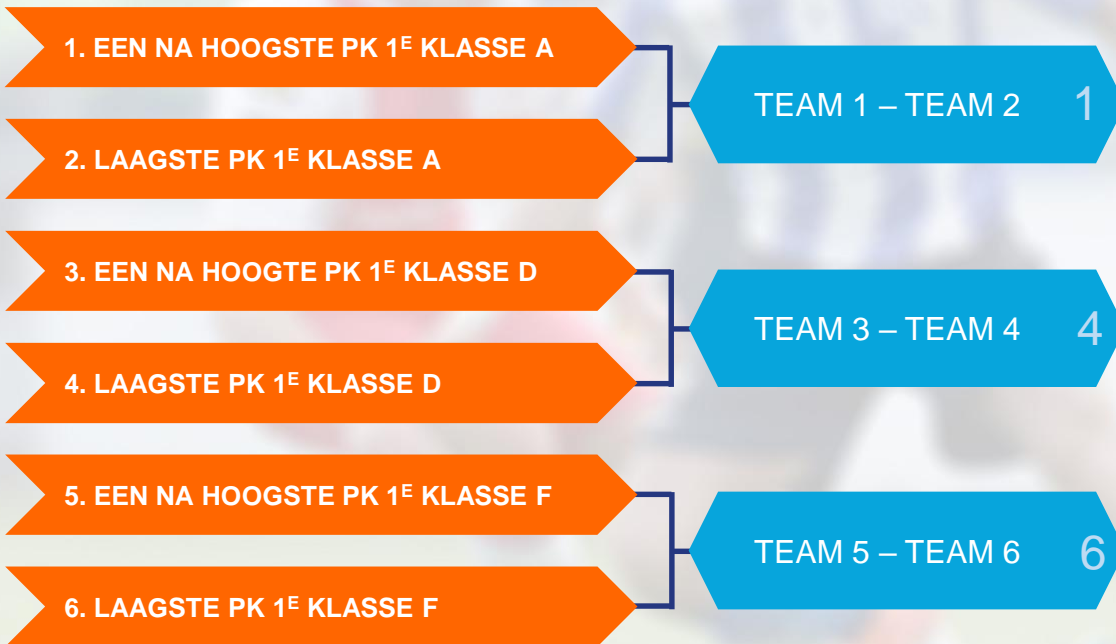 1. EEN NA HOOGSTE PK 1E KLASSE A
2. LAAGSTE PK 1E KLASSE A
TEAM 1 – TEAM 2 1
3. EEN NA HOOGTE PK 1E KLASSE D
4. LAAGSTE PK 1E KLASSE D
TEAM 3 – TEAM 4 4
5. EEN NA HOOGSTE PK 1E KLASSE F
6. LAAGSTE PK 1E KLASSE F
TEAM 5 – TEAM 6 6